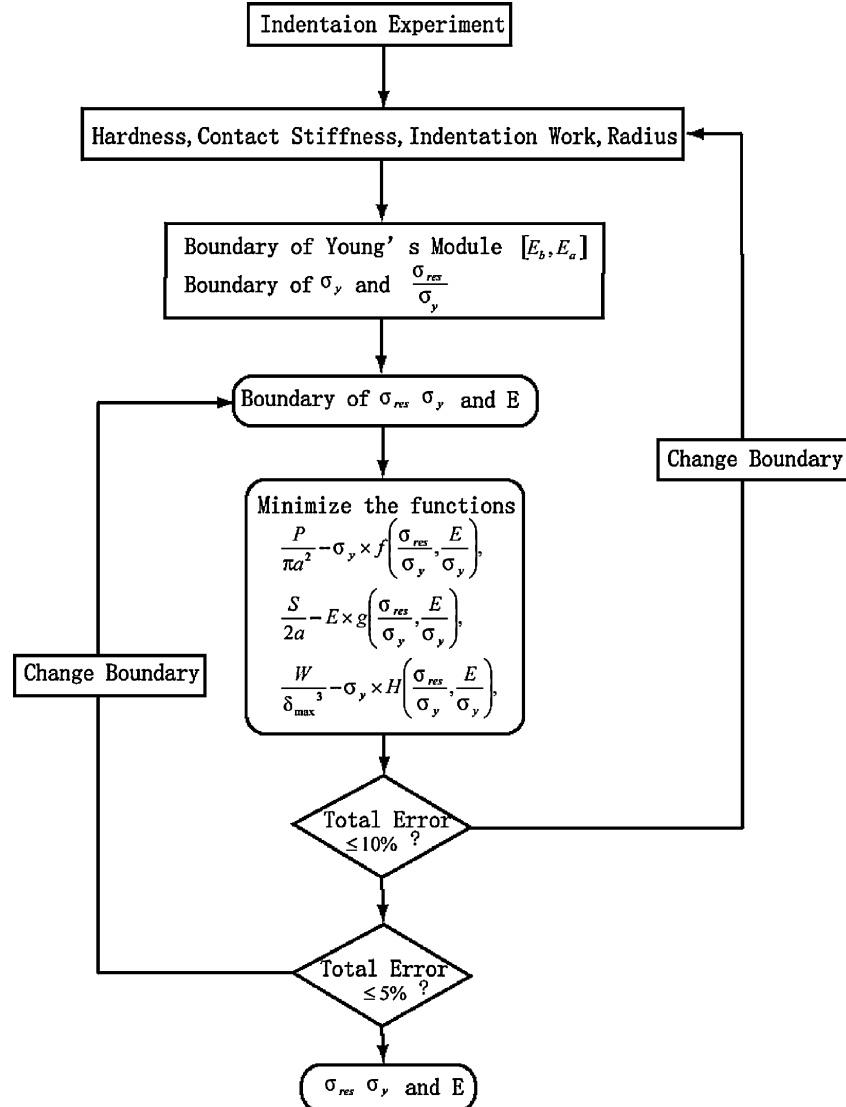 Indentaion Experiment
Hardness, Contact Stiffness, Indentation Work, Radius
Boundary of Young's Module [E_b, E_a]
Boundary of σ_y and σ_res/σ_y
Boundary of σ_res σ_y and E
Change Boundary
Minimize the functions
P/πa² − σ_y × f(σ_res/σ_y, E/σ_y),
S/2a − E × g(σ_res/σ_y, E/σ_y),
W/δ_max³ − σ_y × H(σ_res/σ_y, E/σ_y),
Change Boundary
Total Error
≤10% ?
Total Error
≤5% ?
σ_res σ_y and E